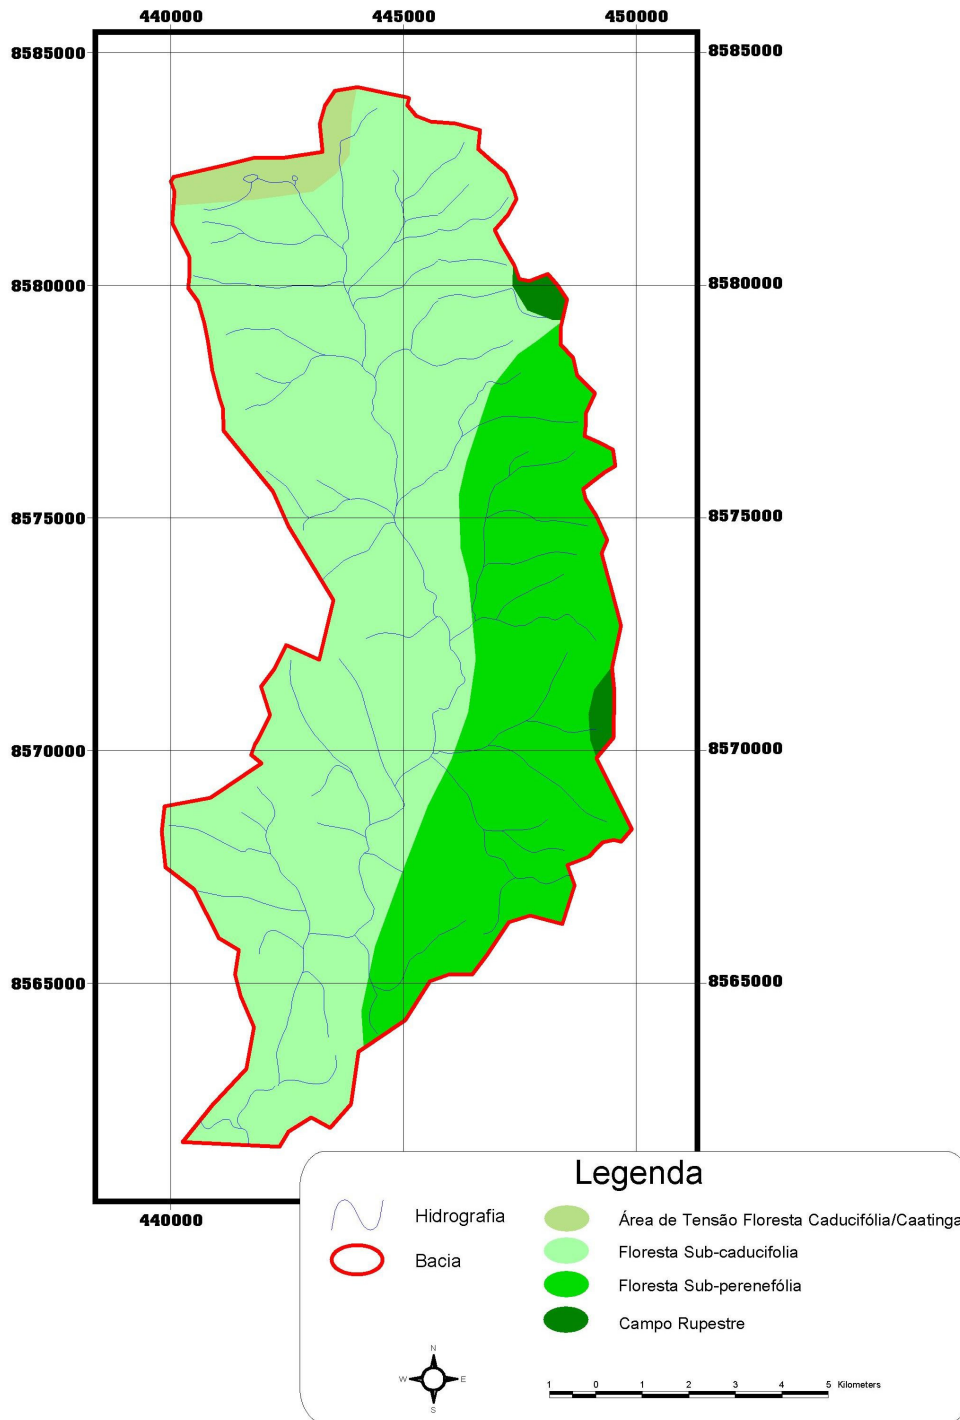 440000 445000 450000
8585000 8585000
8580000 8580000
8575000 8575000
8570000 8570000
8565000 8565000
440000
Legenda
Hidrografia
Bacia
Área de Tensão Floresta Caducifólia/Caatinga
Floresta Sub-caducifolia
Floresta Sub-perenefólia
Campo Rupestre
N
W E
S
1 0 1 2 3 4 5 Kilometers